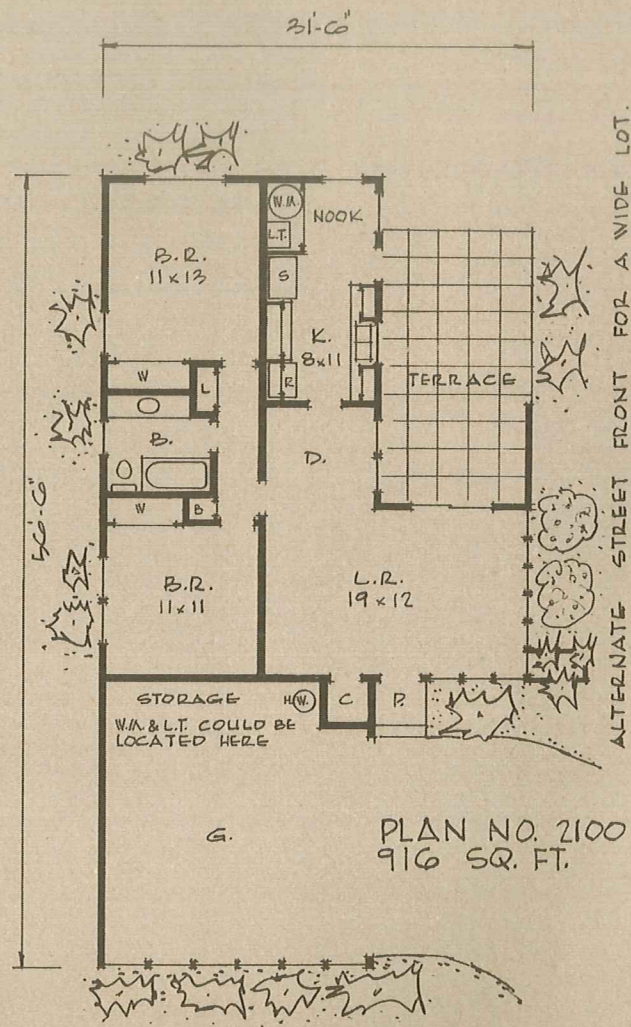 31'-6"
W.M.
NOOK
L.T.
B.R.
11 x 13
S
K.
8x11
W
L
R
TERRACE
B.
D.
W
B
B.R.
11 x 11
L.R.
19 x 12
56'-6"
STORAGE
H.W.
C
P.
W.M. & L.T. COULD BE
LOCATED HERE
G.
PLAN NO. 2100
916 SQ. FT.
ALTERNATE STREET FRONT FOR A WIDE LOT.